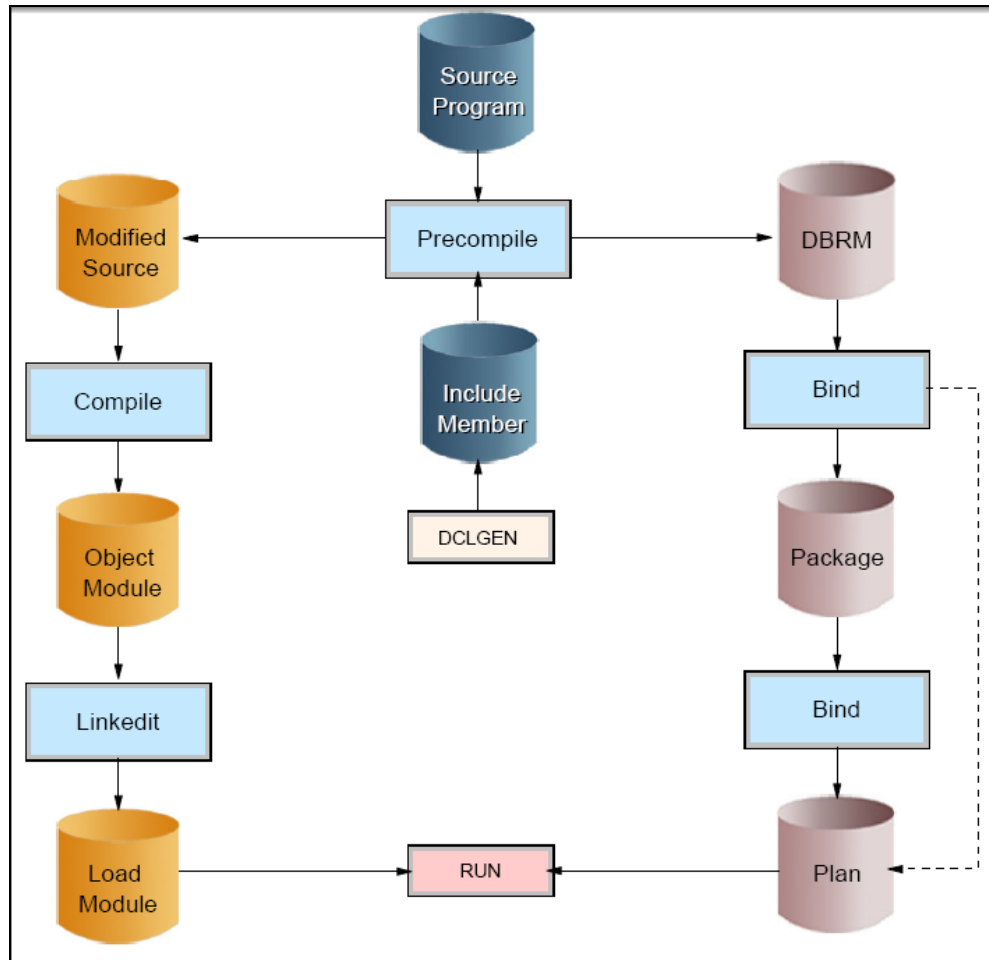 Source
Program
Modified
Source
Precompile
DBRM
Compile
Include
Member
Bind
Object
Module
DCLGEN
Package
Linkedit
Bind
Load
Module
RUN
Plan